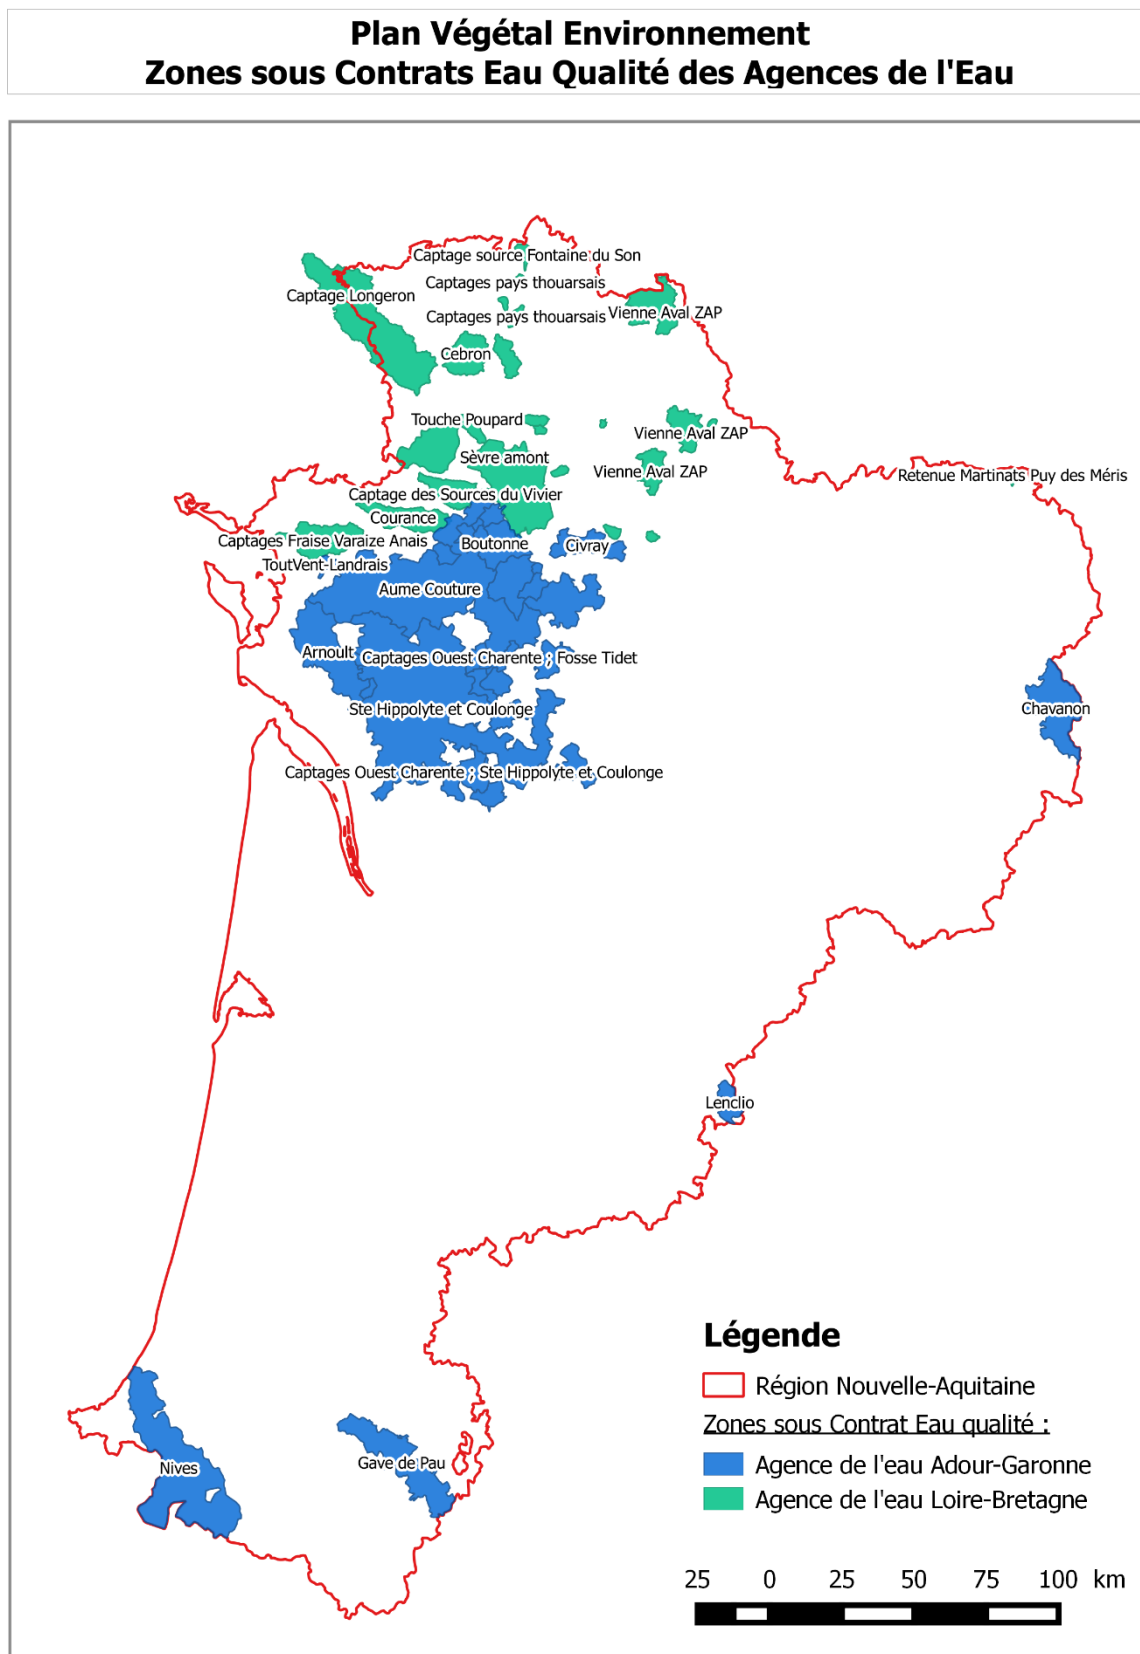 Plan Végétal Environnement
Zones sous Contrats Eau Qualité des Agences de l'Eau
Captage source Fontaine du Son
Captages pays thouarsais
Captage Longeron
Captages pays thouarsais
Vienne Aval ZAP
Cebron
Touche Poupard
Vienne Aval ZAP
Sèvre amont
Vienne Aval ZAP
Retenue Martinats Puy des Méris
Captage des Sources du Vivier
Courance
Captages Fraise Varaize Anais
Boutonne
Civray
ToutVent-Landrais
Aume Couture
Arnoult
Captages Ouest Charente ; Fosse Tidet
Ste Hippolyte et Coulonge
Chavanon
Captages Ouest Charente ; Ste Hippolyte et Coulonge
Lenclio
Nives
Gave de Pau
Légende
Région Nouvelle-Aquitaine
Zones sous Contrat Eau qualité :
Agence de l'eau Adour-Garonne
Agence de l'eau Loire-Bretagne
25 0 25 50 75 100 km